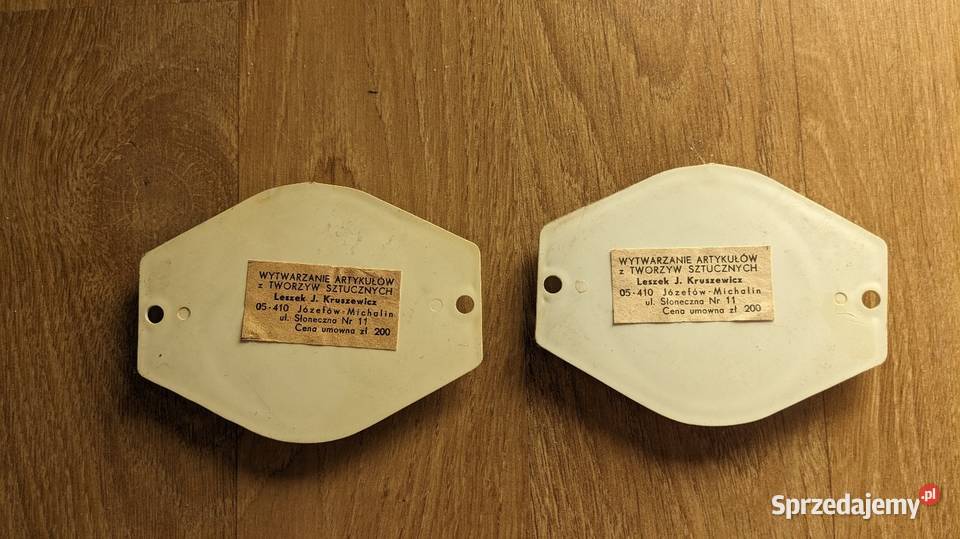 WYTWARZANIE ARTYKUŁÓW
z TWORZYW SZTUCZNYCH
Leszek J. Kruszewicz
05-410 Józefów-Michalin
ul. Słoneczna Nr 11
Cena umowna zł 200
WYTWARZANIE ARTYKUŁÓW
z TWORZYW SZTUCZNYCH
Leszek J. Kruszewicz
05-410 Józefów-Michalin
ul. Słoneczna Nr 11
Cena umowna zł 200
Sprzedajemy.pl